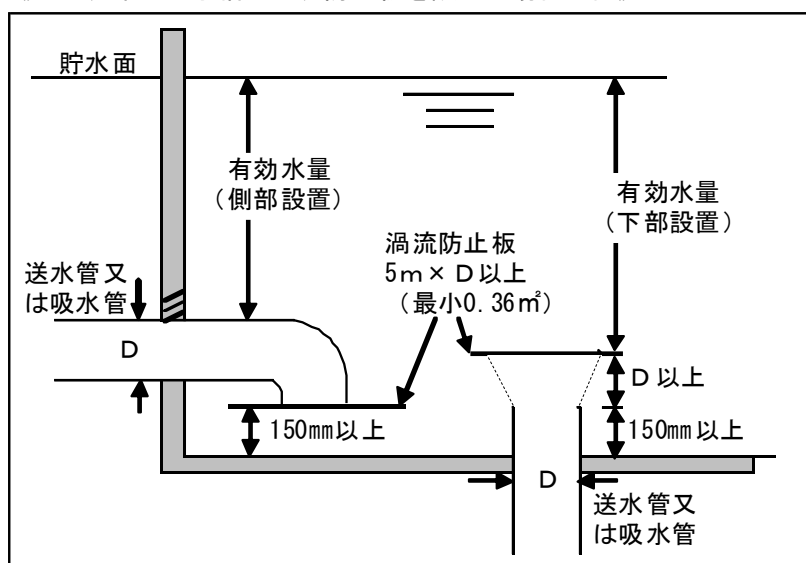 貯水面
有効水量
（側部設置）
有効水量
（下部設置）
渦流防止板
5ｍ×Ｄ以上
（最小0.36㎡）
送水管又
は吸水管
Ｄ
Ｄ以上
150㎜以上
150㎜以上
Ｄ
送水管又
は吸水管